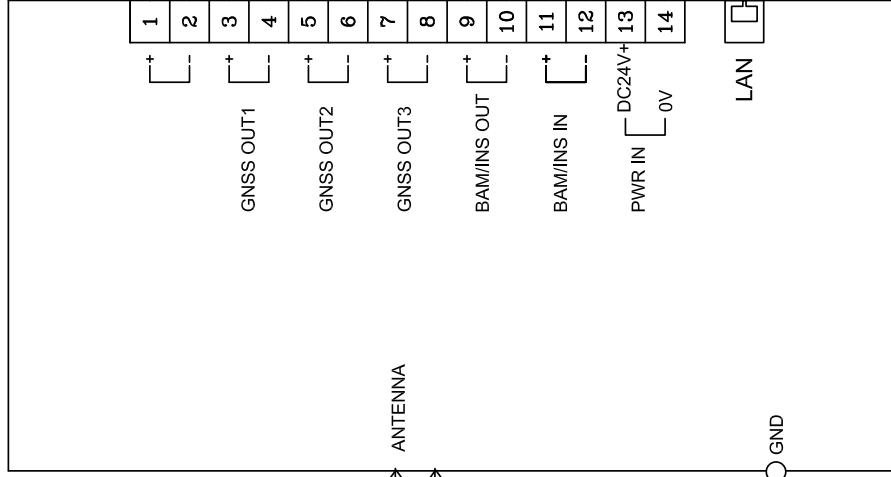 1 2 3 4 5 6 7 8 9 10 11 12 13 14
+ - + - + - + - + - + - DC24V+ 0V
GNSS OUT1
GNSS OUT2
GNSS OUT3
BAM/INS OUT
BAM/INS IN
PWR IN
LAN
ANTENNA
GND